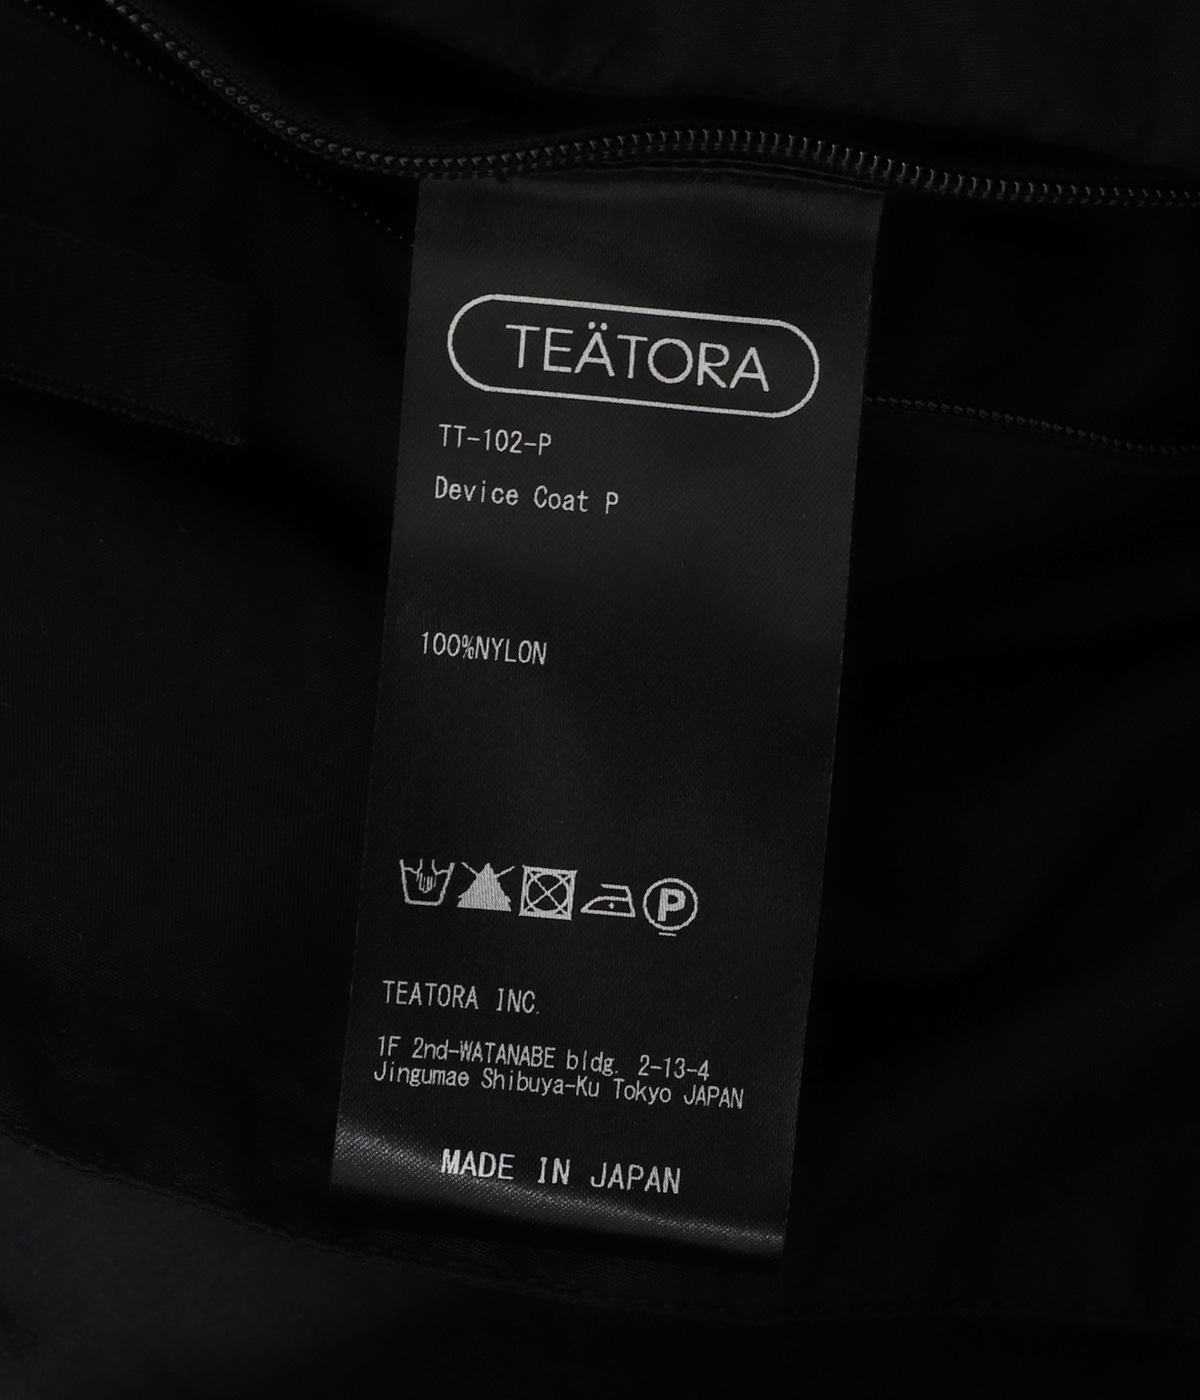 TEÄTORA
TT-102-P
Device Coat P
100%NYLON
P
TEATORA INC.
1F 2nd-WATANABE bldg. 2-13-4
Jingumae Shibuya-Ku Tokyo JAPAN
MADE IN JAPAN